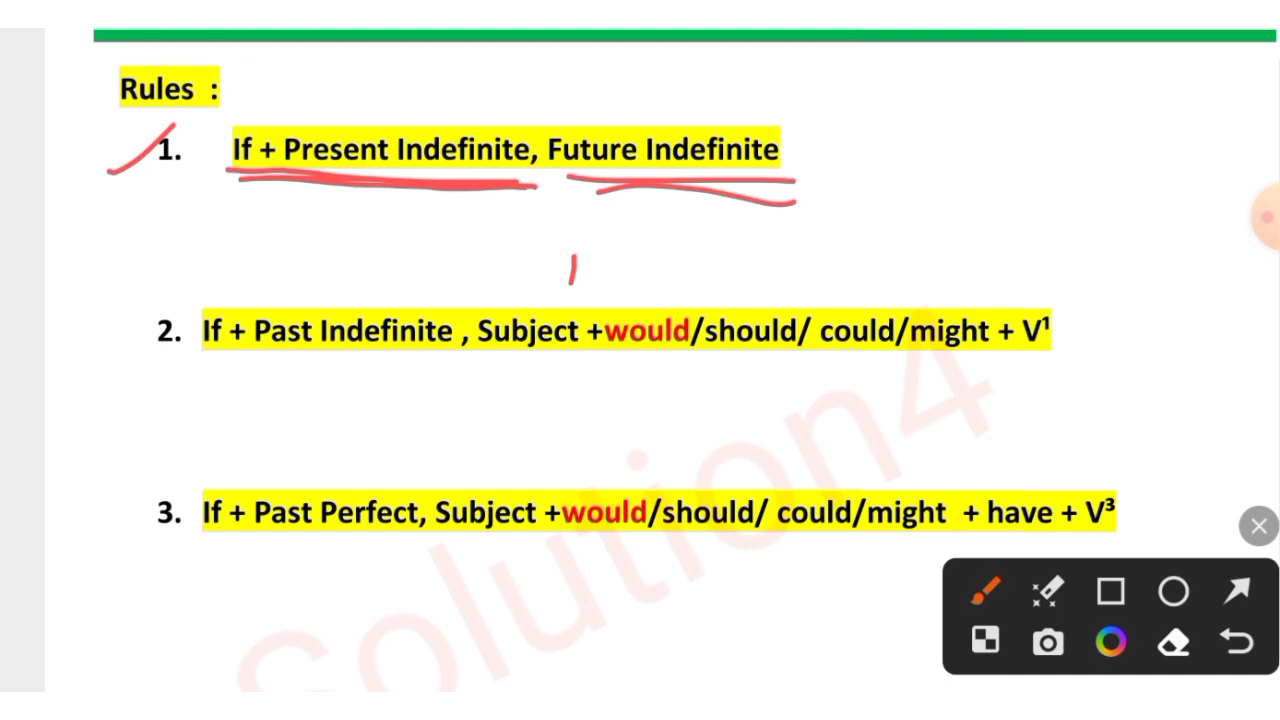 Rules :
1. If + Present Indefinite, Future Indefinite
2. If + Past Indefinite , Subject +would/should/ could/might + V¹
3. If + Past Perfect, Subject +would/should/ could/might + have + V³
Solution4